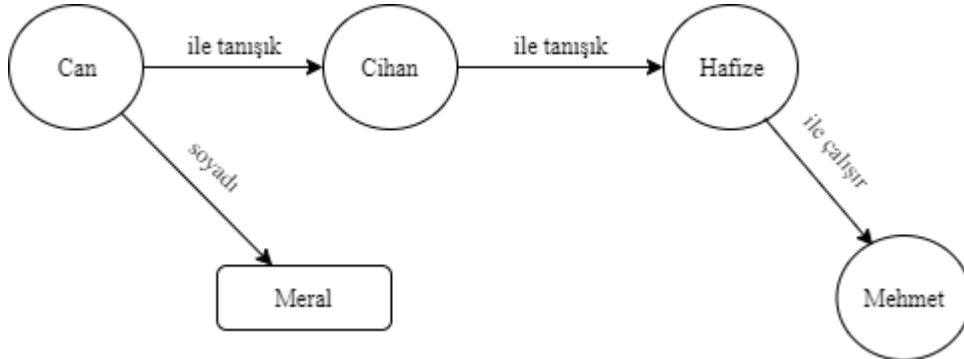 ile tanışık
ile tanışık
Can
Cihan
Hafize
soyadı
ile çalışır
Meral
Mehmet